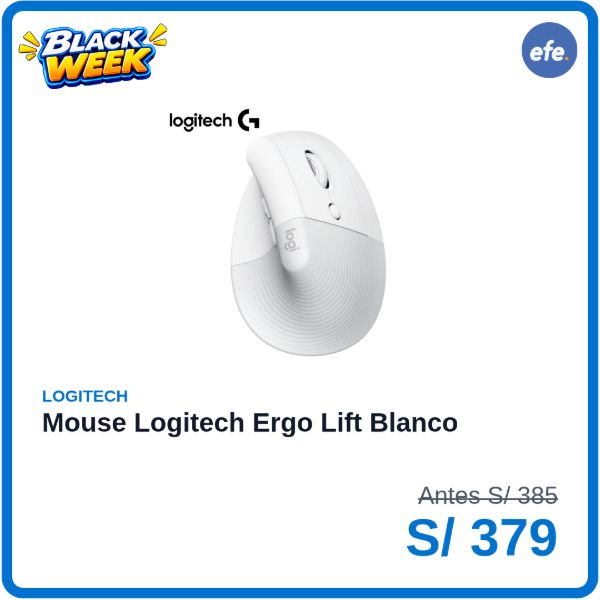 BLACK
WEEK
efe.
logitech G
logi
LOGITECH
Mouse Logitech Ergo Lift Blanco
Antes S/ 385
S/ 379